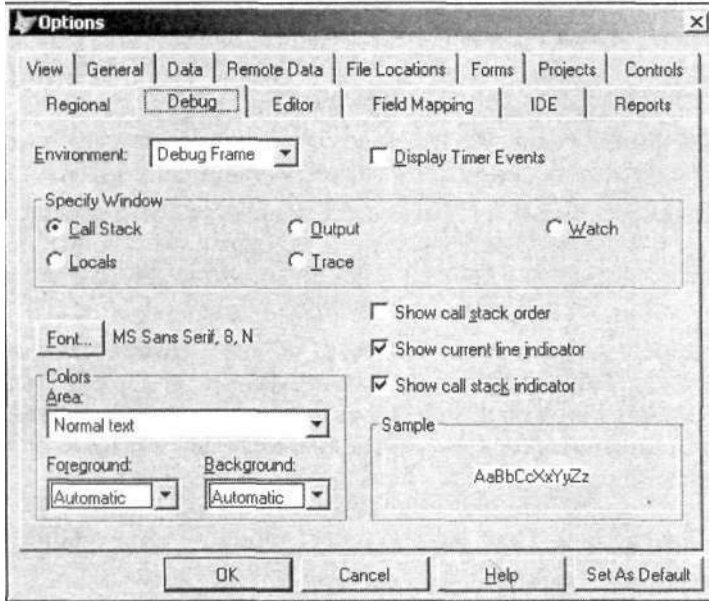 Options
View General Data Remote Data File Locations Forms Projects Controls
Regional Debug Editor Field Mapping IDE Reports
Environment: Debug Frame Display Timer Events
Specify Window
Call Stack Output Watch
Locals Trace
Show call stack order
Font... MS Sans Serif, 8, N
Show current line indicator
Colors
Show call stack indicator
Area:
Normal text
Sample
Foreground: Background:
AaBbCcXxYyZz
Automatic Automatic
OK Cancel Help Set As Default